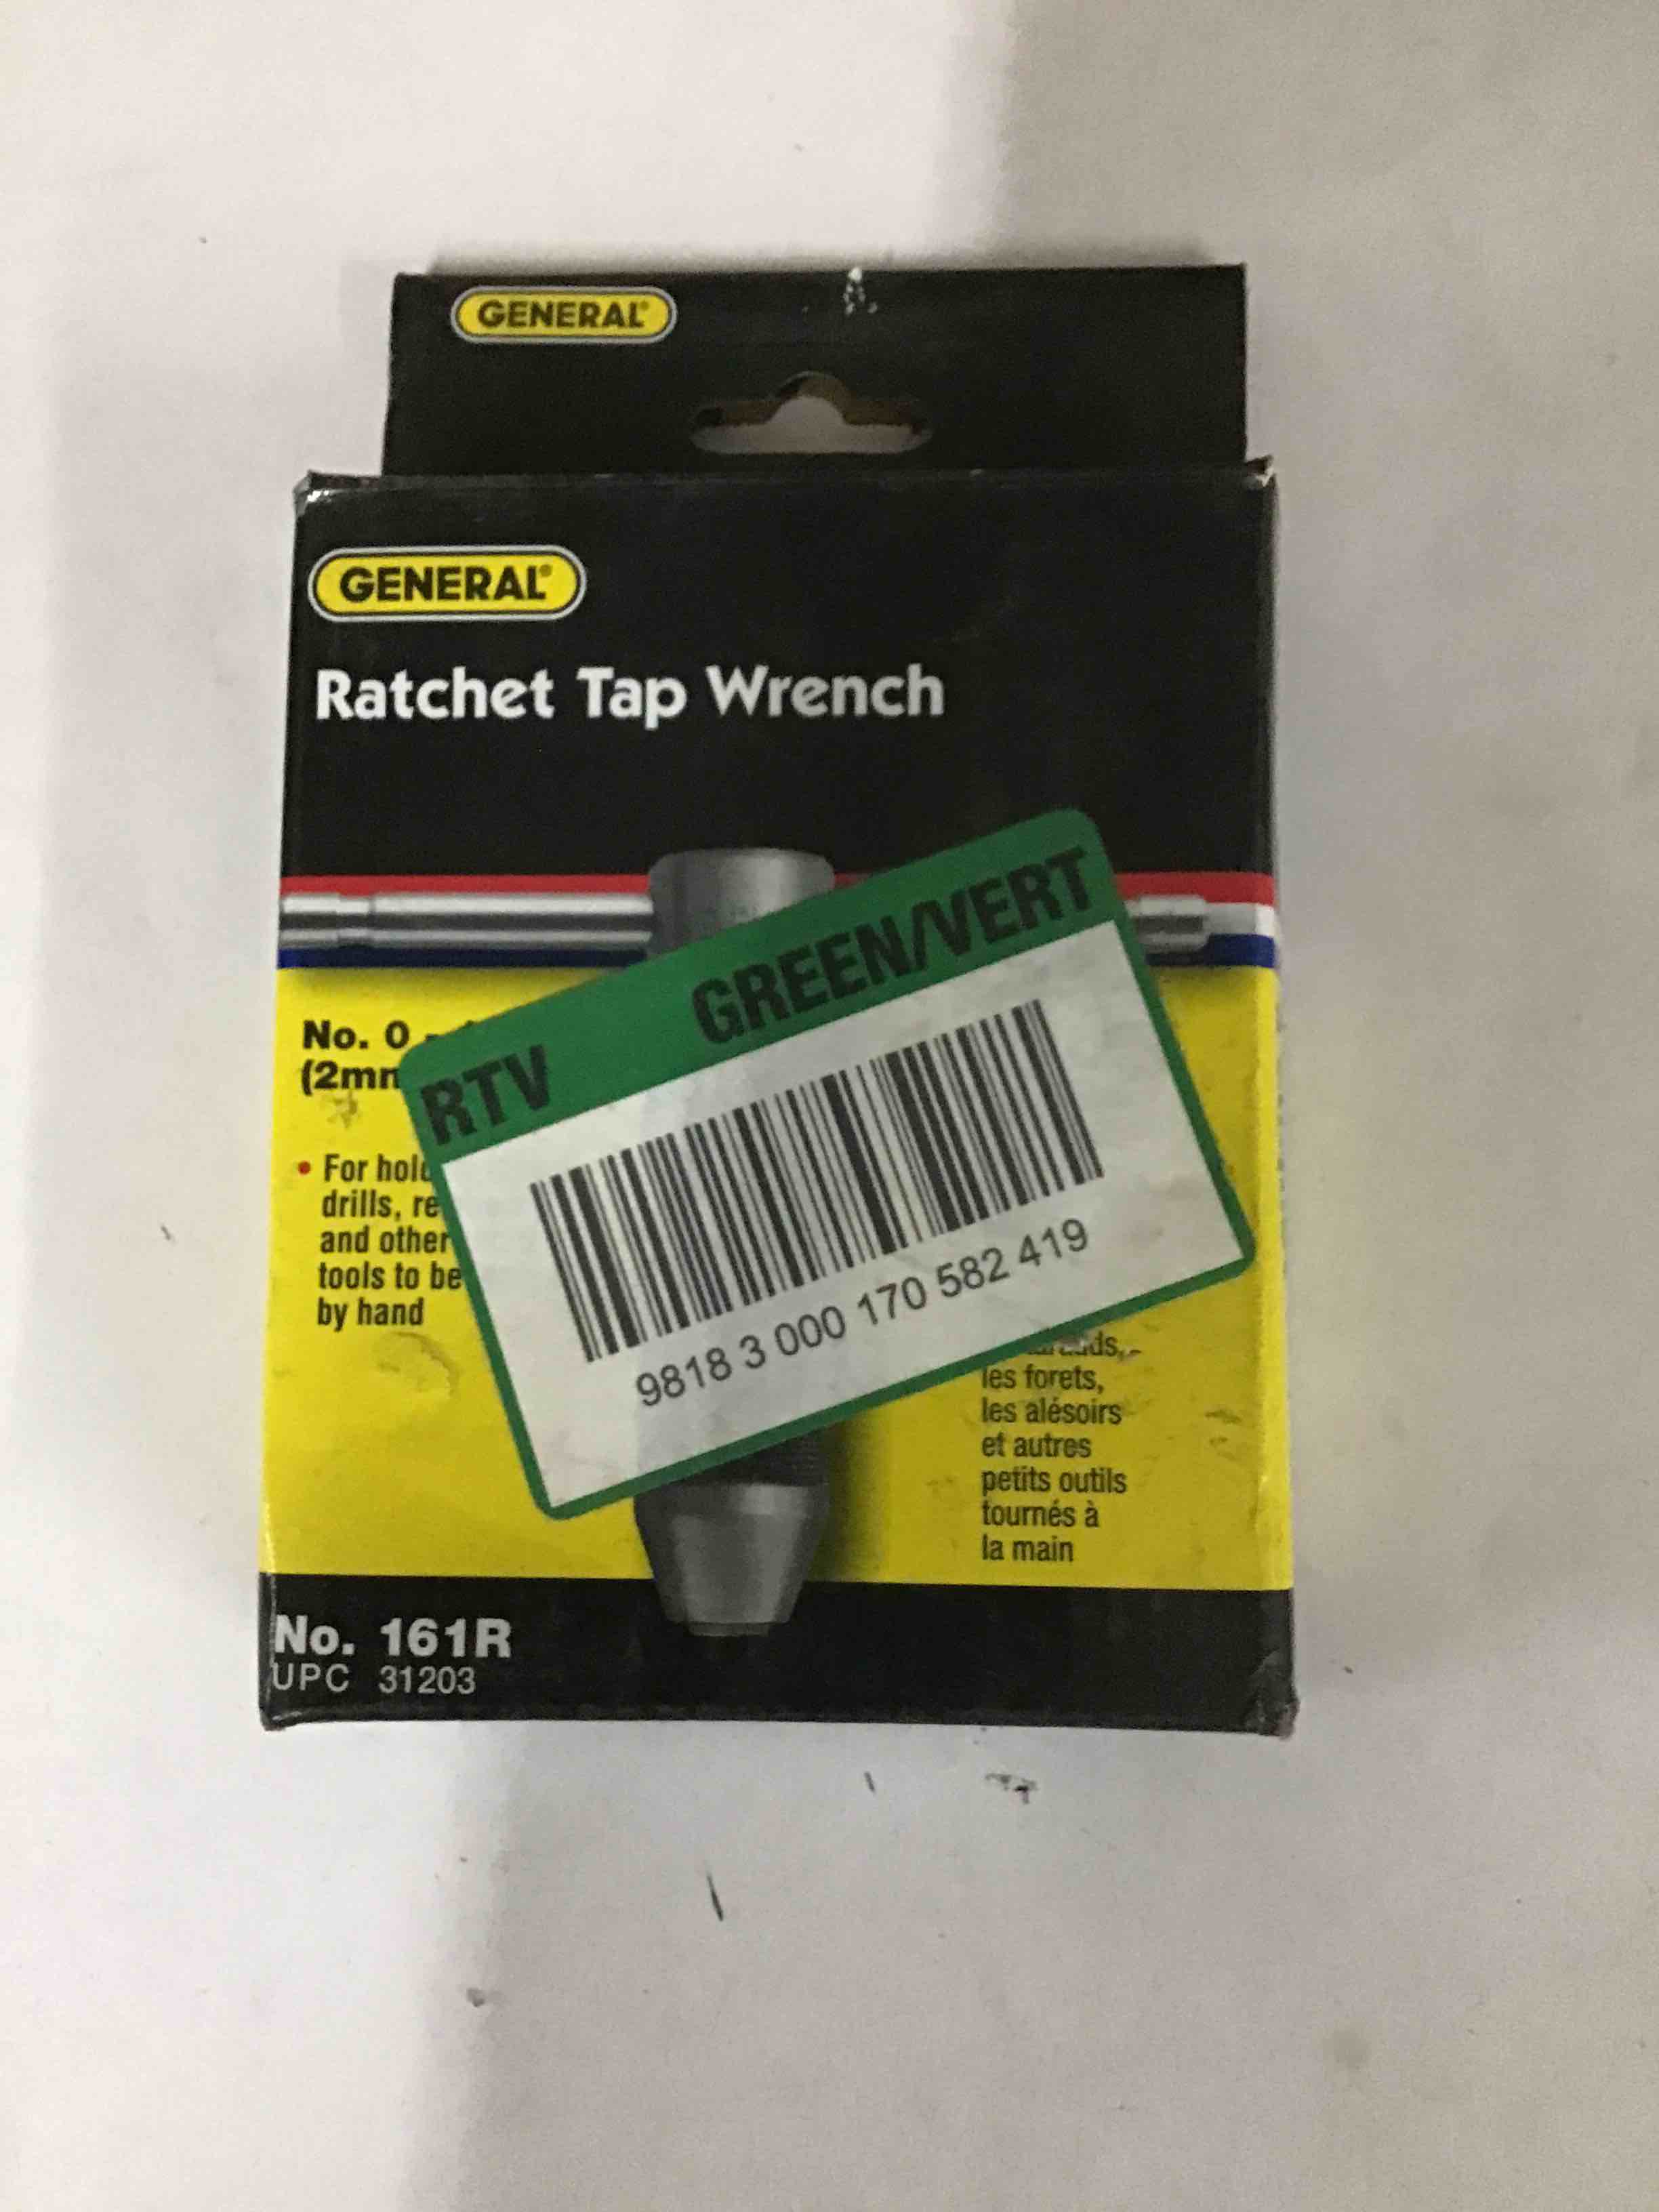 GENERAL®
GENERAL®
Ratchet Tap Wrench
RTV GREEN/VERT
No. 0
• For
drills,
and other
tools to be
by hand
9818 3 000 170 582 419
les forets,
les alésoirs
et autres
petits outils
tournés à
la main
No. 161R
UPC 31203